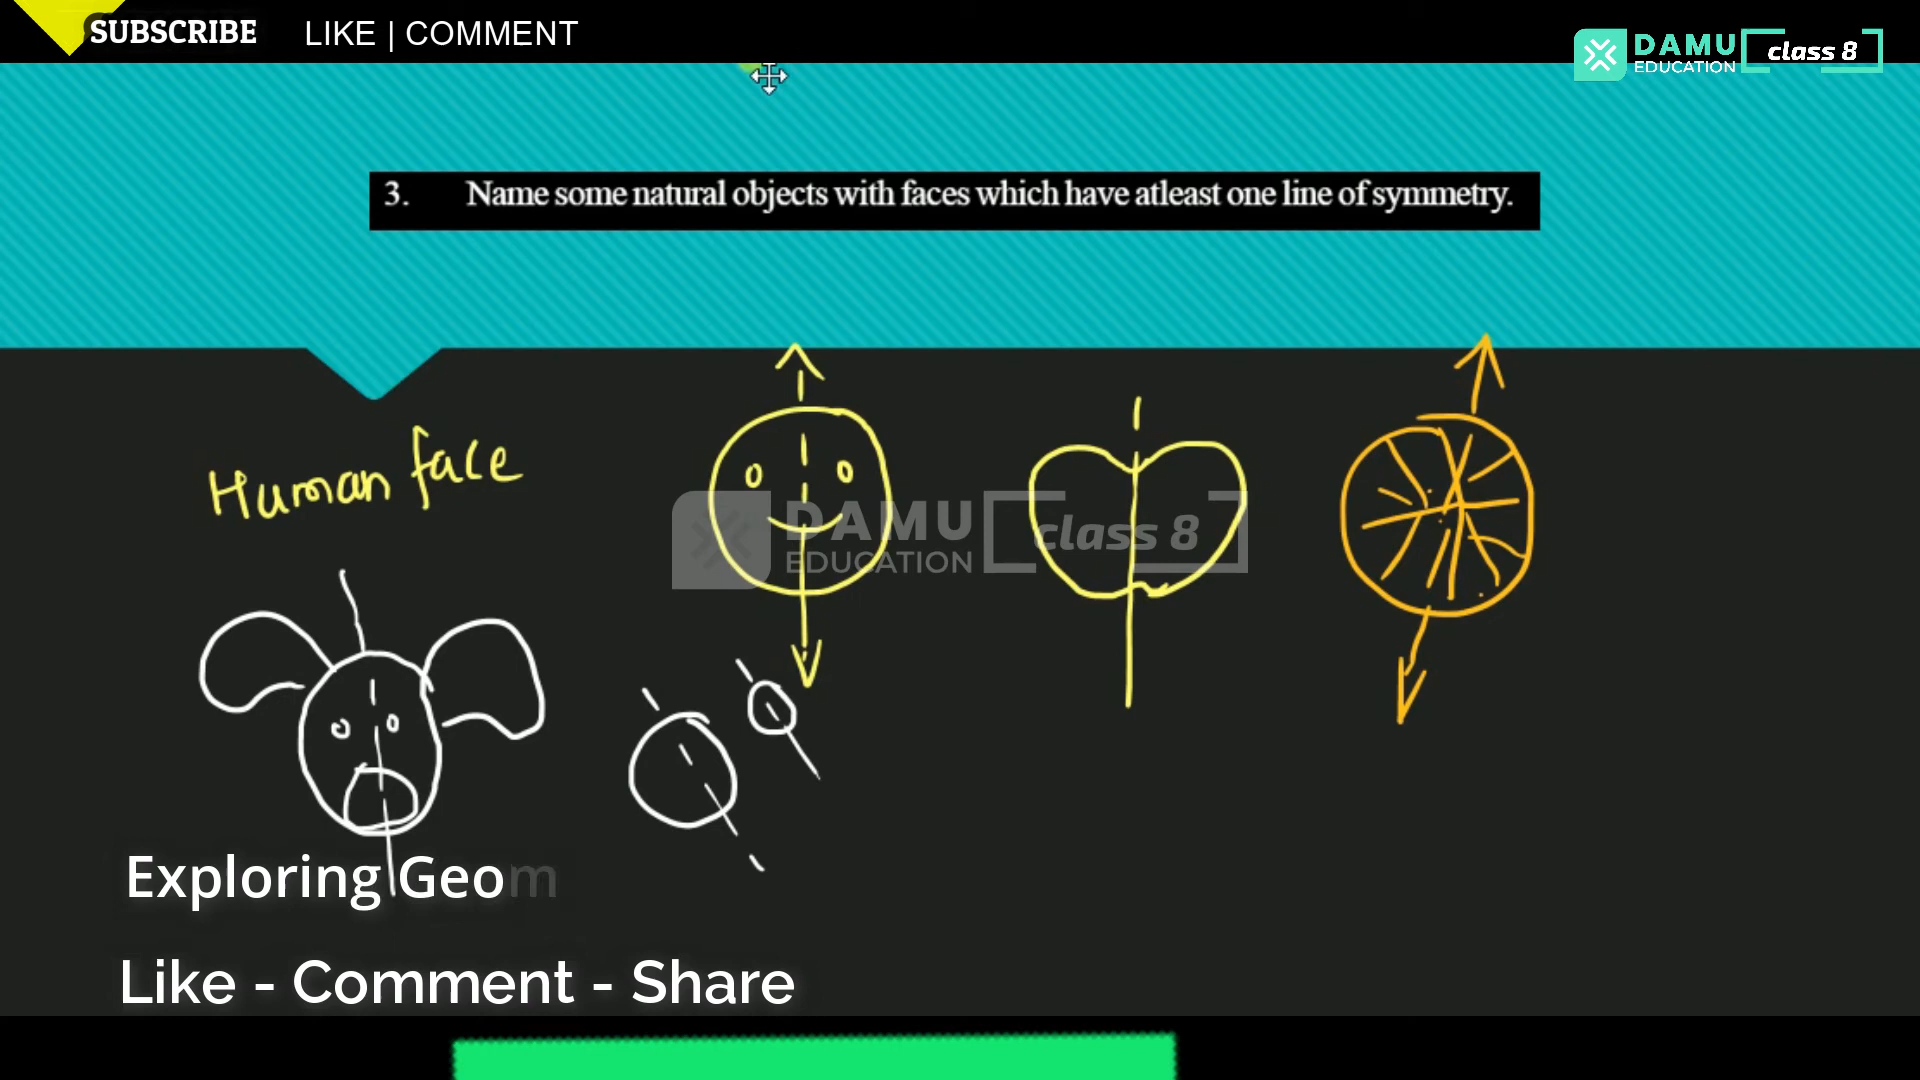 SUBSCRIBE LIKE | COMMENT
DAMU
EDUCATION
class 8
3. Name some natural objects with faces which have atleast one line of symmetry.
Human face
DAMU
EDUCATION
class 8
Exploring Geom
Like - Comment - Share